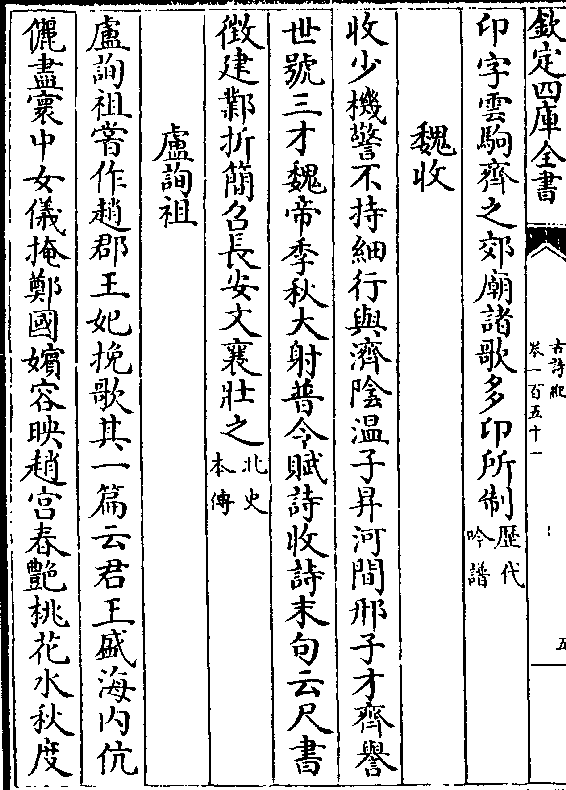 欽定四庫全書
古詩紀
卷一百五十一
五
印字雲駒齊之郊廟諸歌多印所制歷代吟譜
魏收
收少機警不持細行與濟陰溫子昇河間邢子才齊譽
世號三才魏帝季秋大射普令賦詩收詩末句云尺書
徵建鄴折簡召長安文襄壯之北史本傳
盧詢祖
盧詢祖嘗作趙郡王妃挽歌其一篇云君王盛海內伉
儷盡寰中女儀掩鄭國嬪容映趙宮春艷桃花水秋度